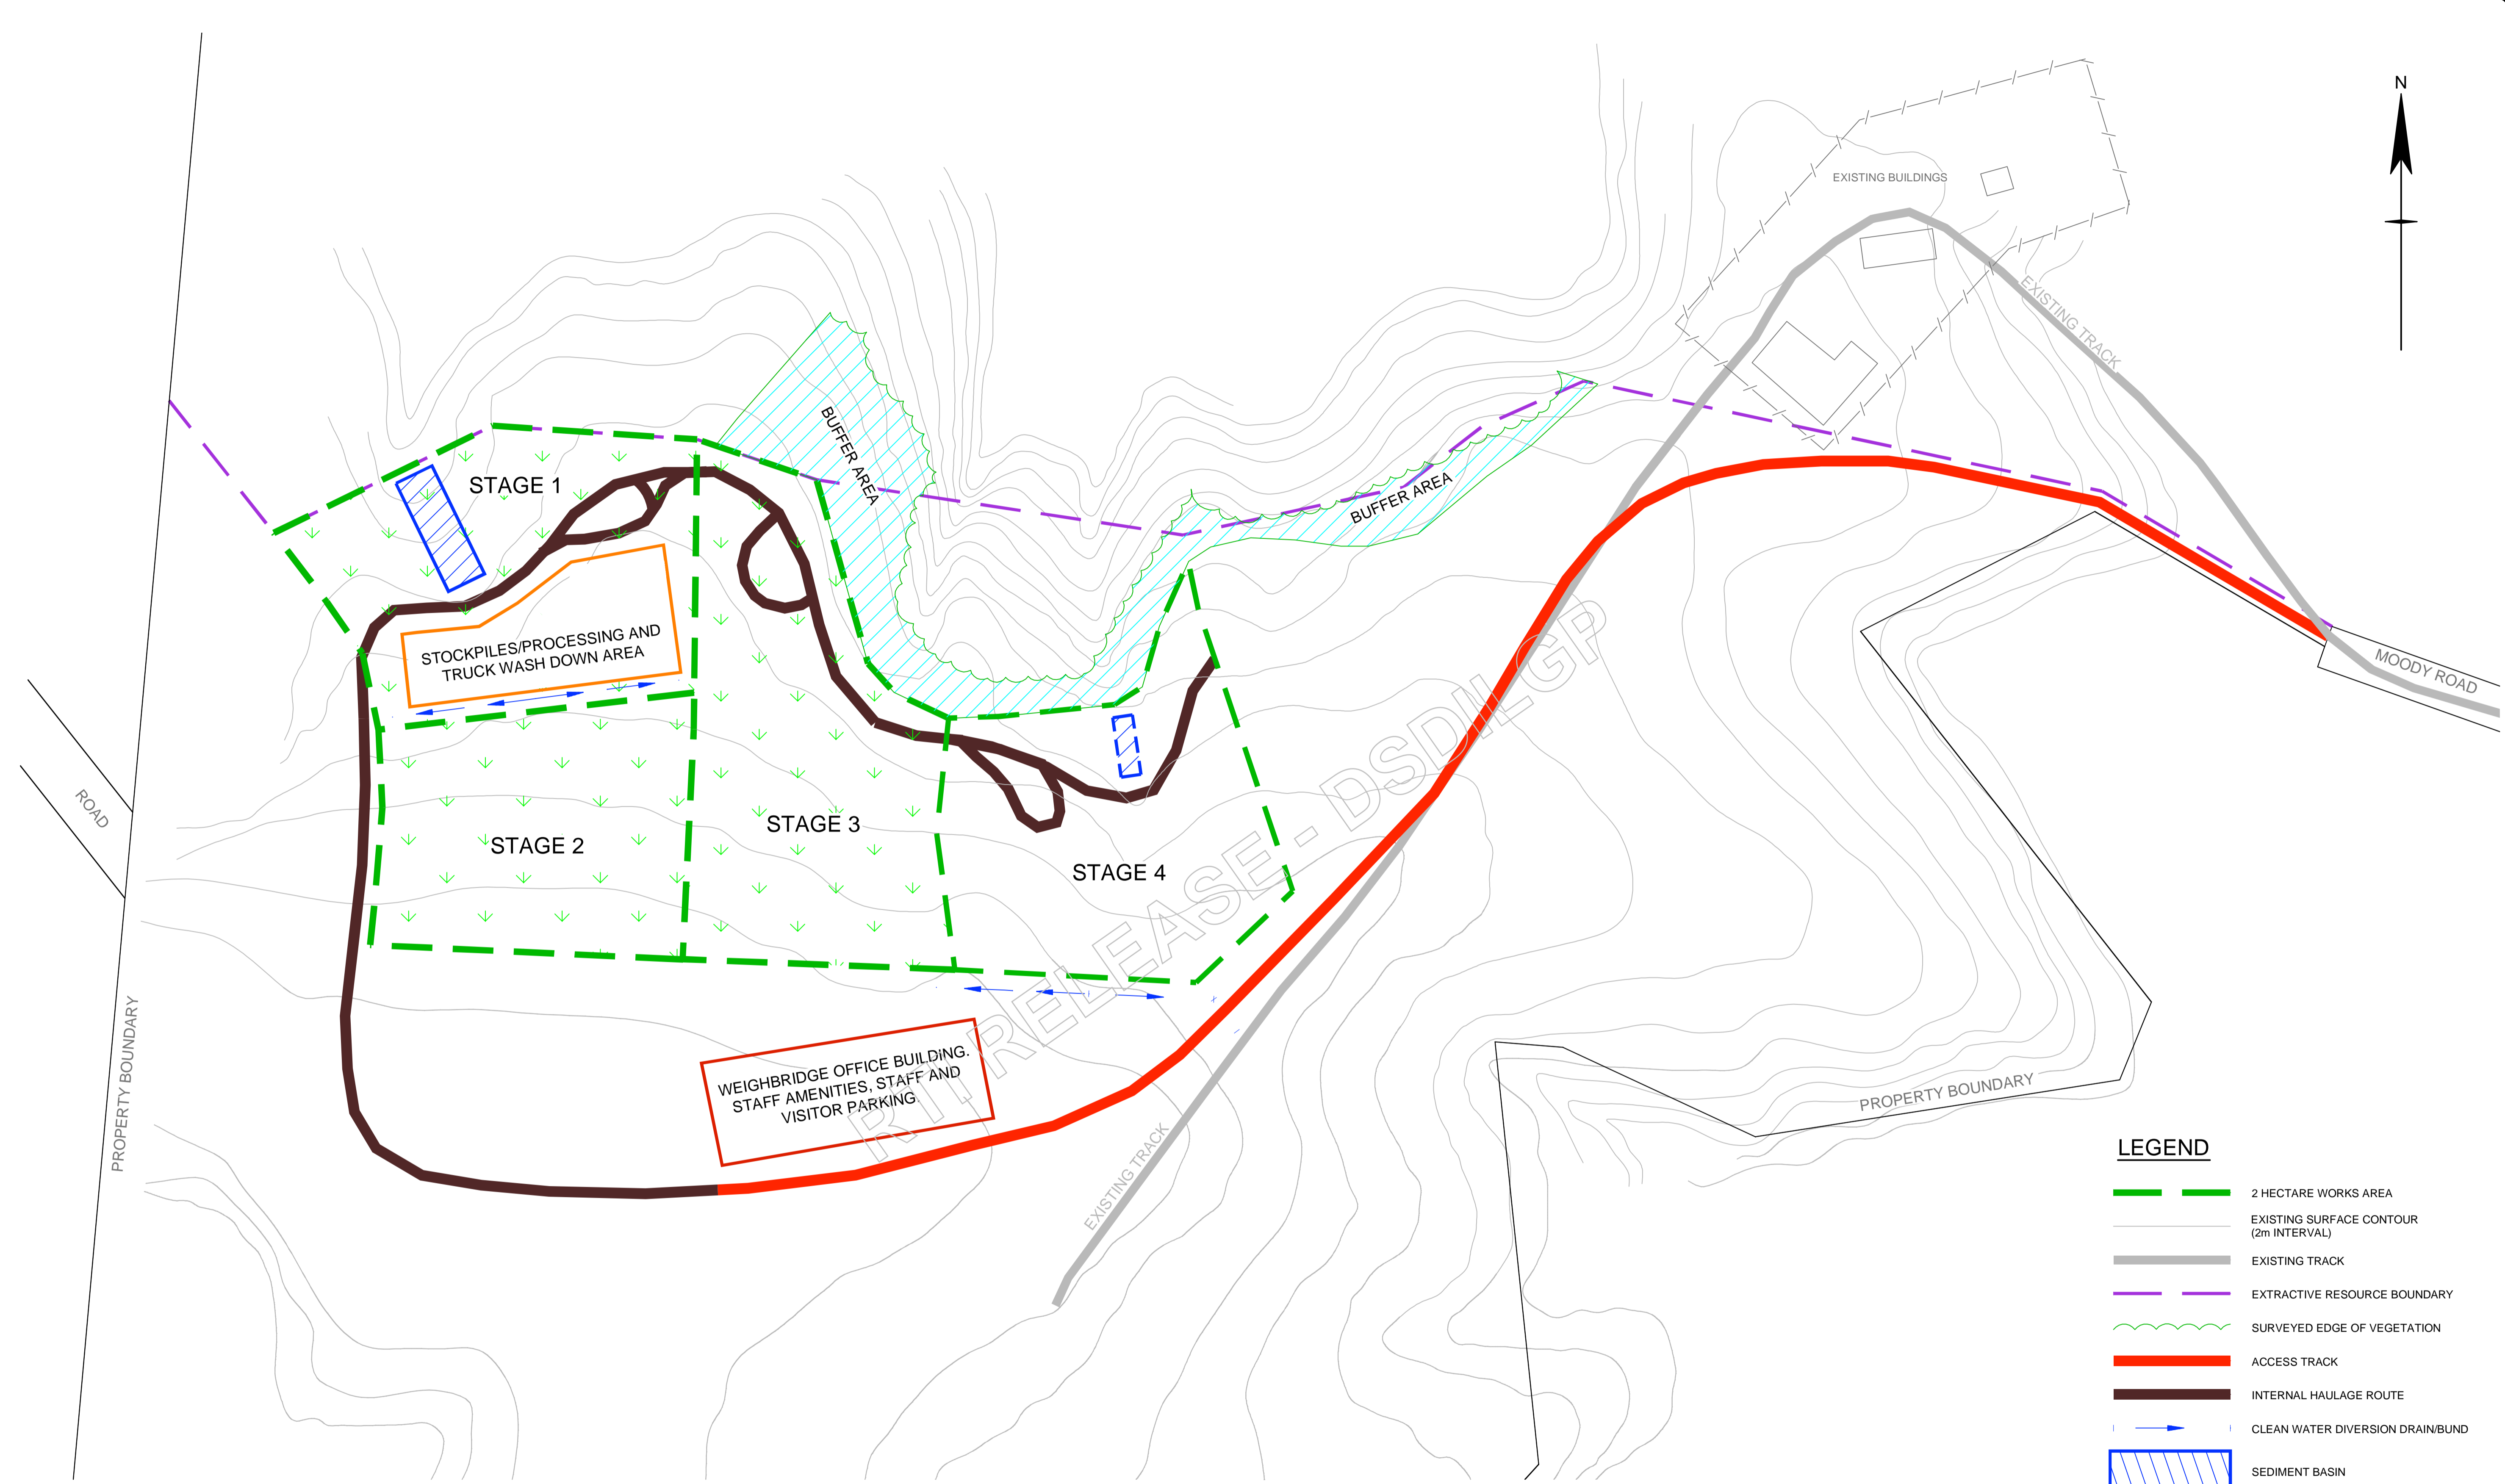 N
EXISTING BUILDINGS
EXISTING TRACK
BUFFER AREA
BUFFER AREA
STAGE 1
STOCKPILES/PROCESSING AND
TRUCK WASH DOWN AREA
MOODY ROAD
ROAD
STAGE 2
STAGE 3
STAGE 4
RTI RELEASE - DSDILGP
PROPERTY BOUNDARY
WEIGHBRIDGE OFFICE BUILDING.
STAFF AMENITIES, STAFF AND
VISITOR PARKING.
EXISTING TRACK
PROPERTY BOUNDARY
LEGEND
2 HECTARE WORKS AREA
EXISTING SURFACE CONTOUR
(2m INTERVAL)
EXISTING TRACK
EXTRACTIVE RESOURCE BOUNDARY
SURVEYED EDGE OF VEGETATION
ACCESS TRACK
INTERNAL HAULAGE ROUTE
CLEAN WATER DIVERSION DRAIN/BUND
SEDIMENT BASIN